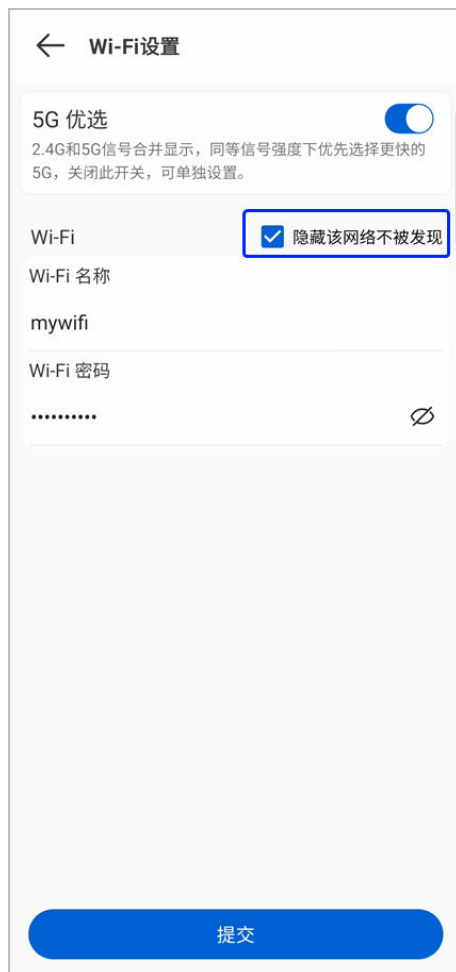 Wi-Fi设置
5G 优选
2.4G和5G信号合并显示，同等信号强度下优先选择更快的
5G，关闭此开关，可单独设置。
Wi-Fi
隐藏该网络不被发现
Wi-Fi 名称
mywifi
Wi-Fi 密码
••••••••••
提交